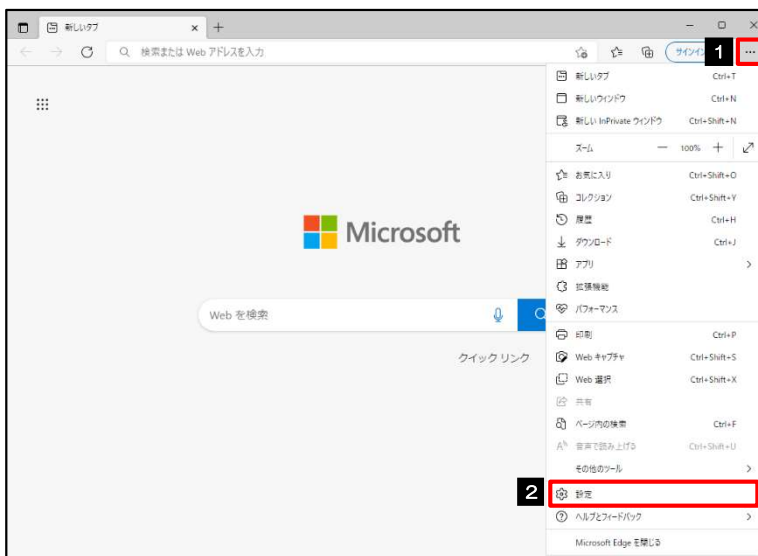 新しいタブ
検索または Web アドレスを入力
1
新しいタブ Ctrl+T
新しいウィンドウ Ctrl+N
新しい InPrivate ウィンドウ Ctrl+Shift+N
ズーム 100%
お気に入り Ctrl+Shift+O
コレクション Ctrl+Shift+Y
履歴 Ctrl+H
ダウンロード Ctrl+J
アプリ
拡張機能
パフォーマンス
Microsoft
Web を検索
クイック リンク
印刷 Ctrl+P
Web キャプチャ Ctrl+Shift+S
Web 選択 Ctrl+Shift+X
共有
ページ内の検索 Ctrl+F
音声で読み上げる Ctrl+Shift+U
その他のツール
2 設定
ヘルプとフィードバック
Microsoft Edge を閉じる